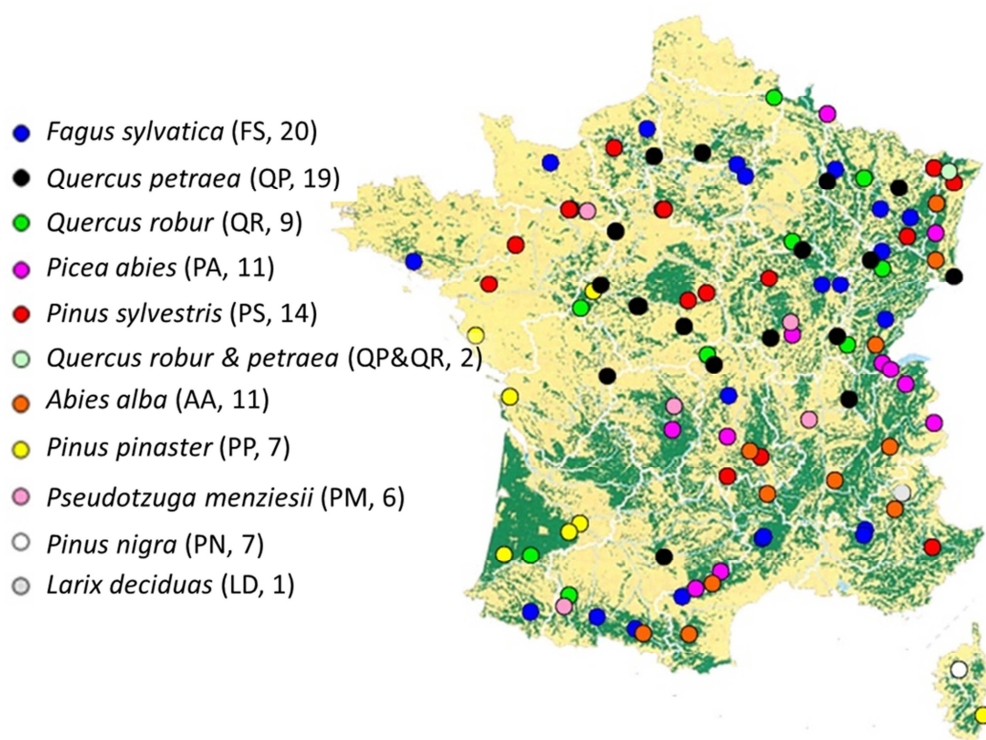 Fagus sylvatica (FS, 20)
Quercus petraea (QP, 19)
Quercus robur (QR, 9)
Picea abies (PA, 11)
Pinus sylvestris (PS, 14)
Quercus robur & petraea (QP&QR, 2)
Abies alba (AA, 11)
Pinus pinaster (PP, 7)
Pseudotzuga menziesii (PM, 6)
Pinus nigra (PN, 7)
Larix deciduas (LD, 1)